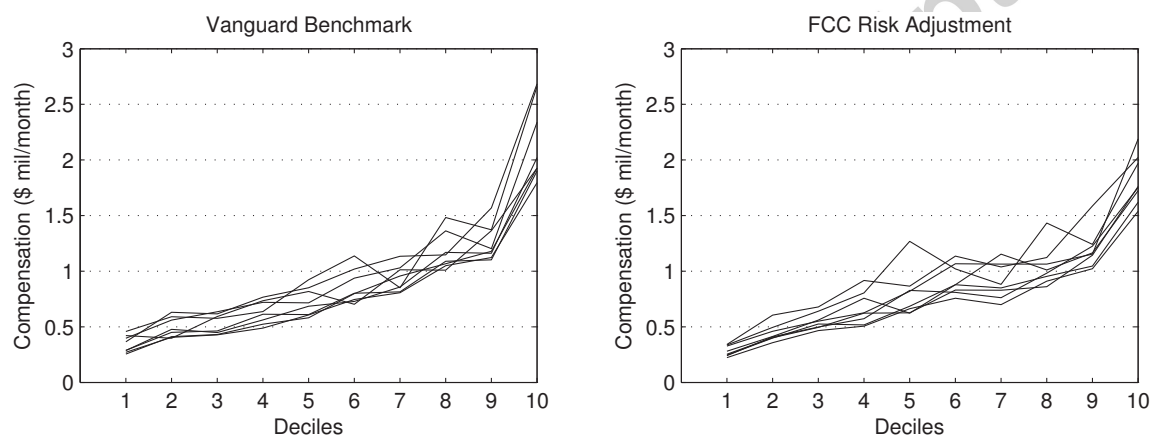 Vanguard Benchmark
3
2.5
2
1.5
1
0.5
0
Compensation ($ mil/month)
1 2 3 4 5 6 7 8 9 10
Deciles
FCC Risk Adjustment
3
2.5
2
1.5
1
0.5
0
Compensation ($ mil/month)
1 2 3 4 5 6 7 8 9 10
Deciles